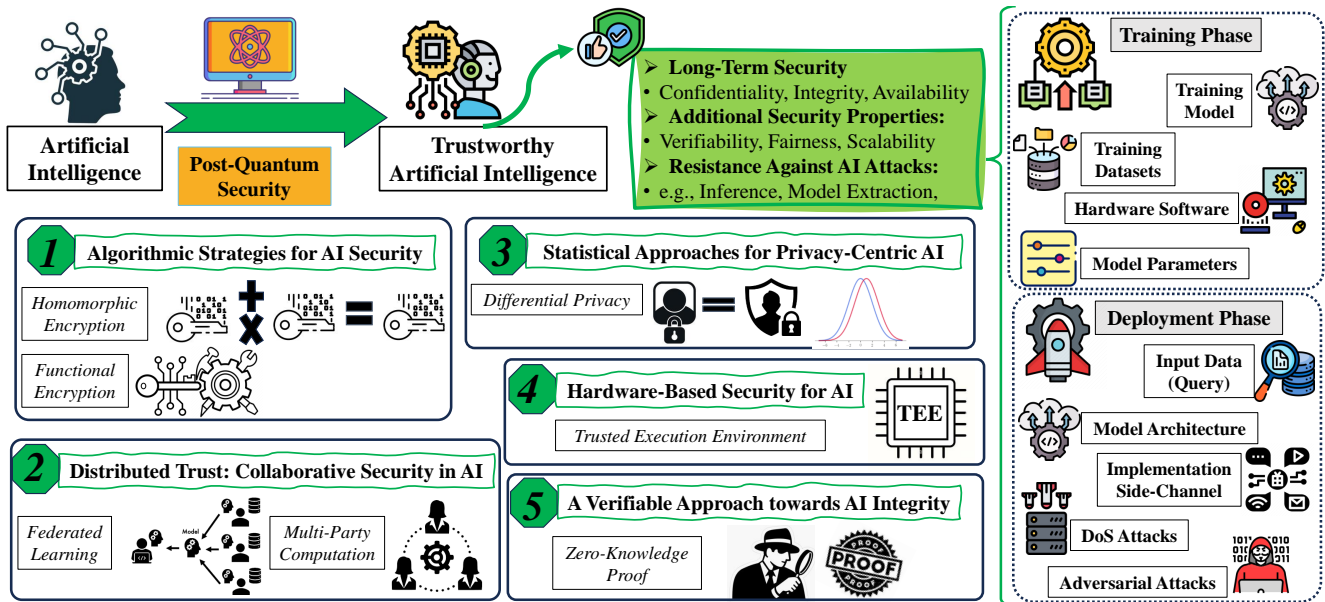 Artificial
Intelligence
Post-Quantum
Security
Trustworthy
Artificial Intelligence
➢ Long-Term Security
• Confidentiality, Integrity, Availability
➢ Additional Security Properties:
• Verifiability, Fairness, Scalability
➢ Resistance Against AI Attacks:
• e.g., Inference, Model Extraction,
1
Algorithmic Strategies for AI Security
Homomorphic
Encryption
Functional
Encryption
2
Distributed Trust: Collaborative Security in AI
Federated
Learning
Model
Multi-Party
Computation
3
Statistical Approaches for Privacy-Centric AI
Differential Privacy
4
Hardware-Based Security for AI
Trusted Execution Environment
TEE
5
A Verifiable Approach towards AI Integrity
Zero-Knowledge
Proof
PROOF
PROOF
PROOF
Training Phase
Training
Model
Training
Datasets
Hardware Software
Model Parameters
Deployment Phase
Input Data
(Query)
Model Architecture
Implementation
Side-Channel
DoS Attacks
Adversarial Attacks